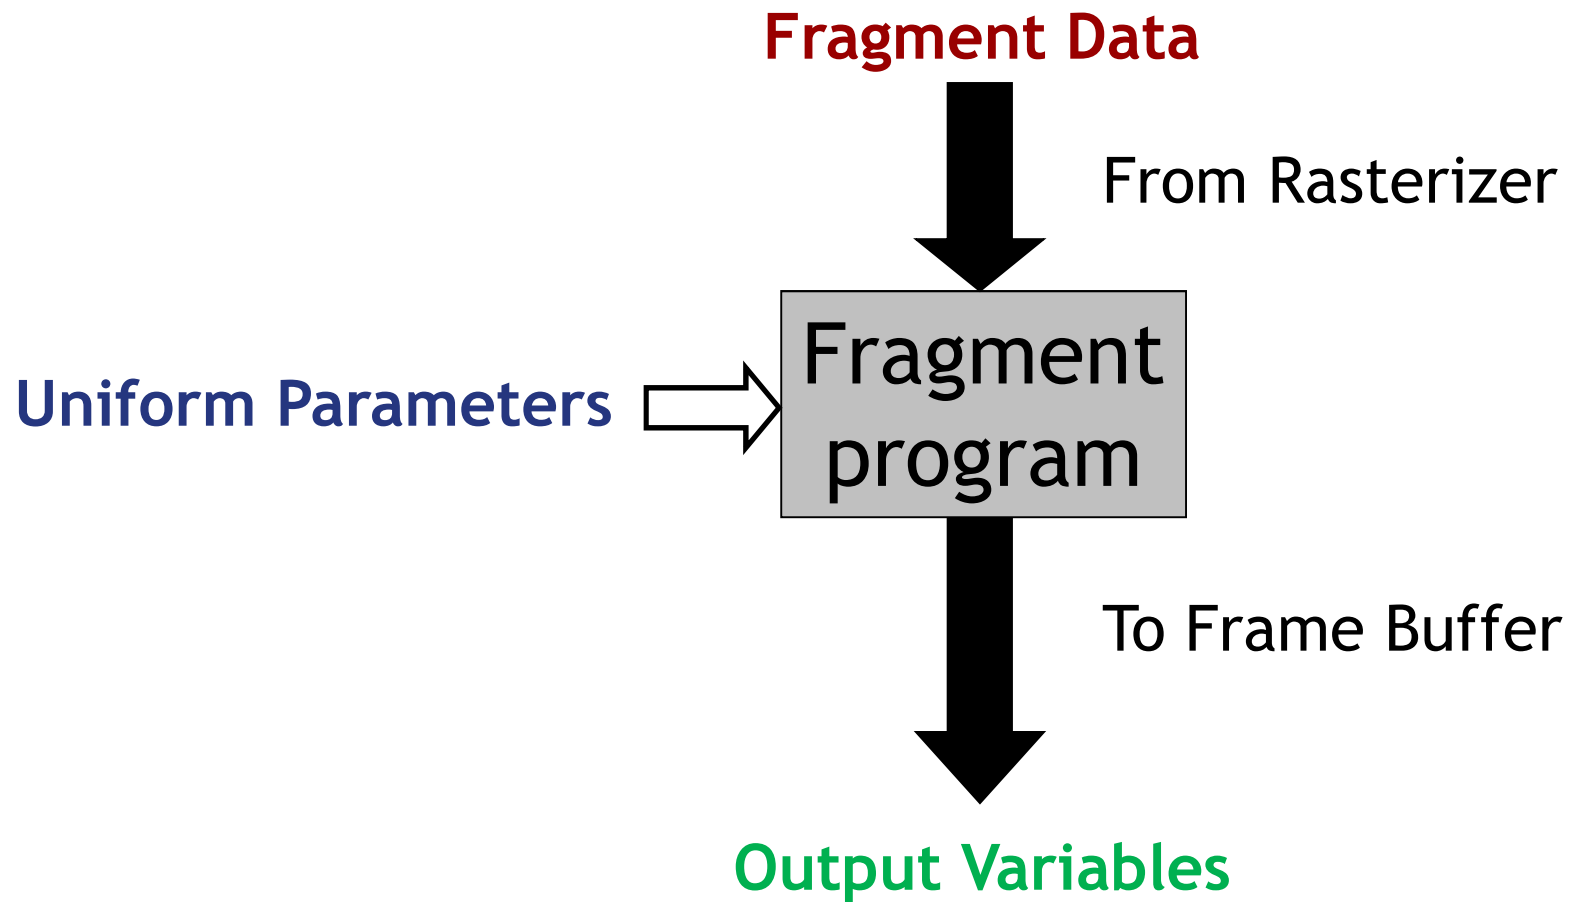 Fragment Data
From Rasterizer
Fragment
program
Uniform Parameters
To Frame Buffer
Output Variables